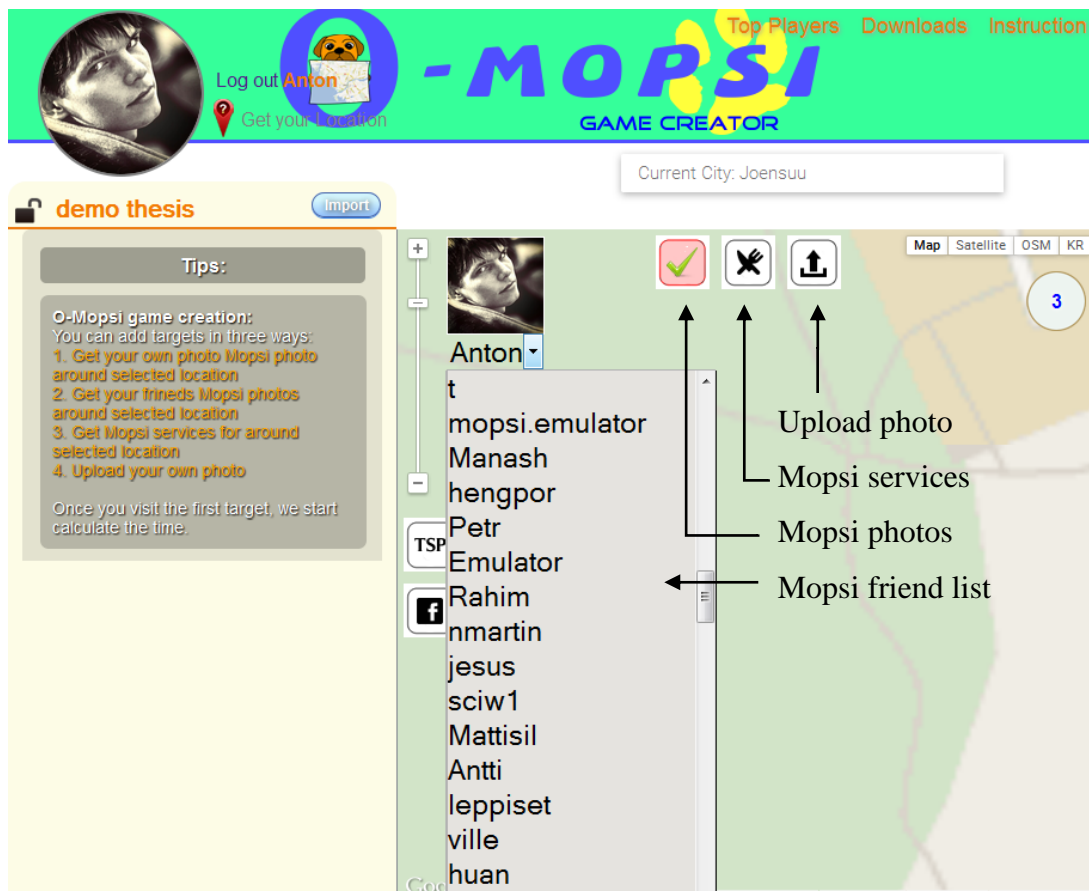 Top Players Downloads Instruction
Log out Anton
O-MOPSI
Get your Location
GAME CREATOR
Current City: Joensuu
demo thesis
Import
Tips:
O-Mopsi game creation:
You can add targets in three ways:
1. Get your own photo Mopsi photo
around selected location
2. Get your frineds Mopsi photos
around selected location
3. Get Mopsi services for around
selected location
4. Upload your own photo
Once you visit the first target, we start
calculate the time.
Map Satellite OSM KR
3
Anton
t
mopsi.emulator
Manash
hengpor
Petr
Emulator
Rahim
nmartin
jesus
sciw1
Mattisil
Antti
leppiset
ville
huan
TSP
f
Upload photo
Mopsi services
Mopsi photos
Mopsi friend list